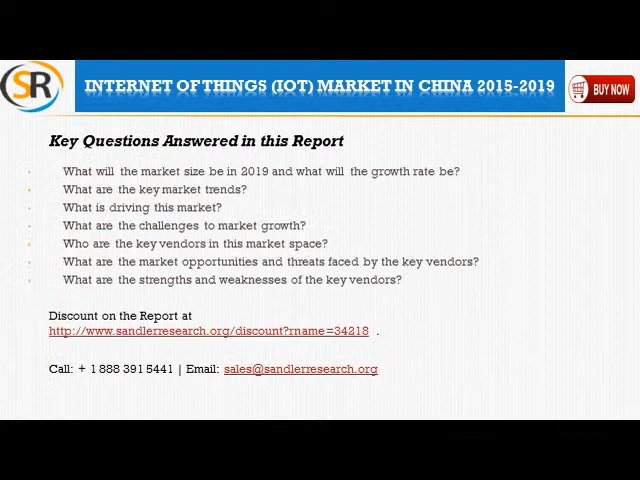 SR
INTERNET OF THINGS (IOT) MARKET IN CHINA 2015-2019
BUY NOW
Key Questions Answered in this Report
What will the market size be in 2019 and what will the growth rate be?
What are the key market trends?
What is driving this market?
What are the challenges to market growth?
Who are the key vendors in this market space?
What are the market opportunities and threats faced by the key vendors?
What are the strengths and weaknesses of the key vendors?
Discount on the Report at
http://www.sandlerresearch.org/discount?rname=34218 .
Call: + 1 888 391 5441 | Email: sales@sandlerresearch.org